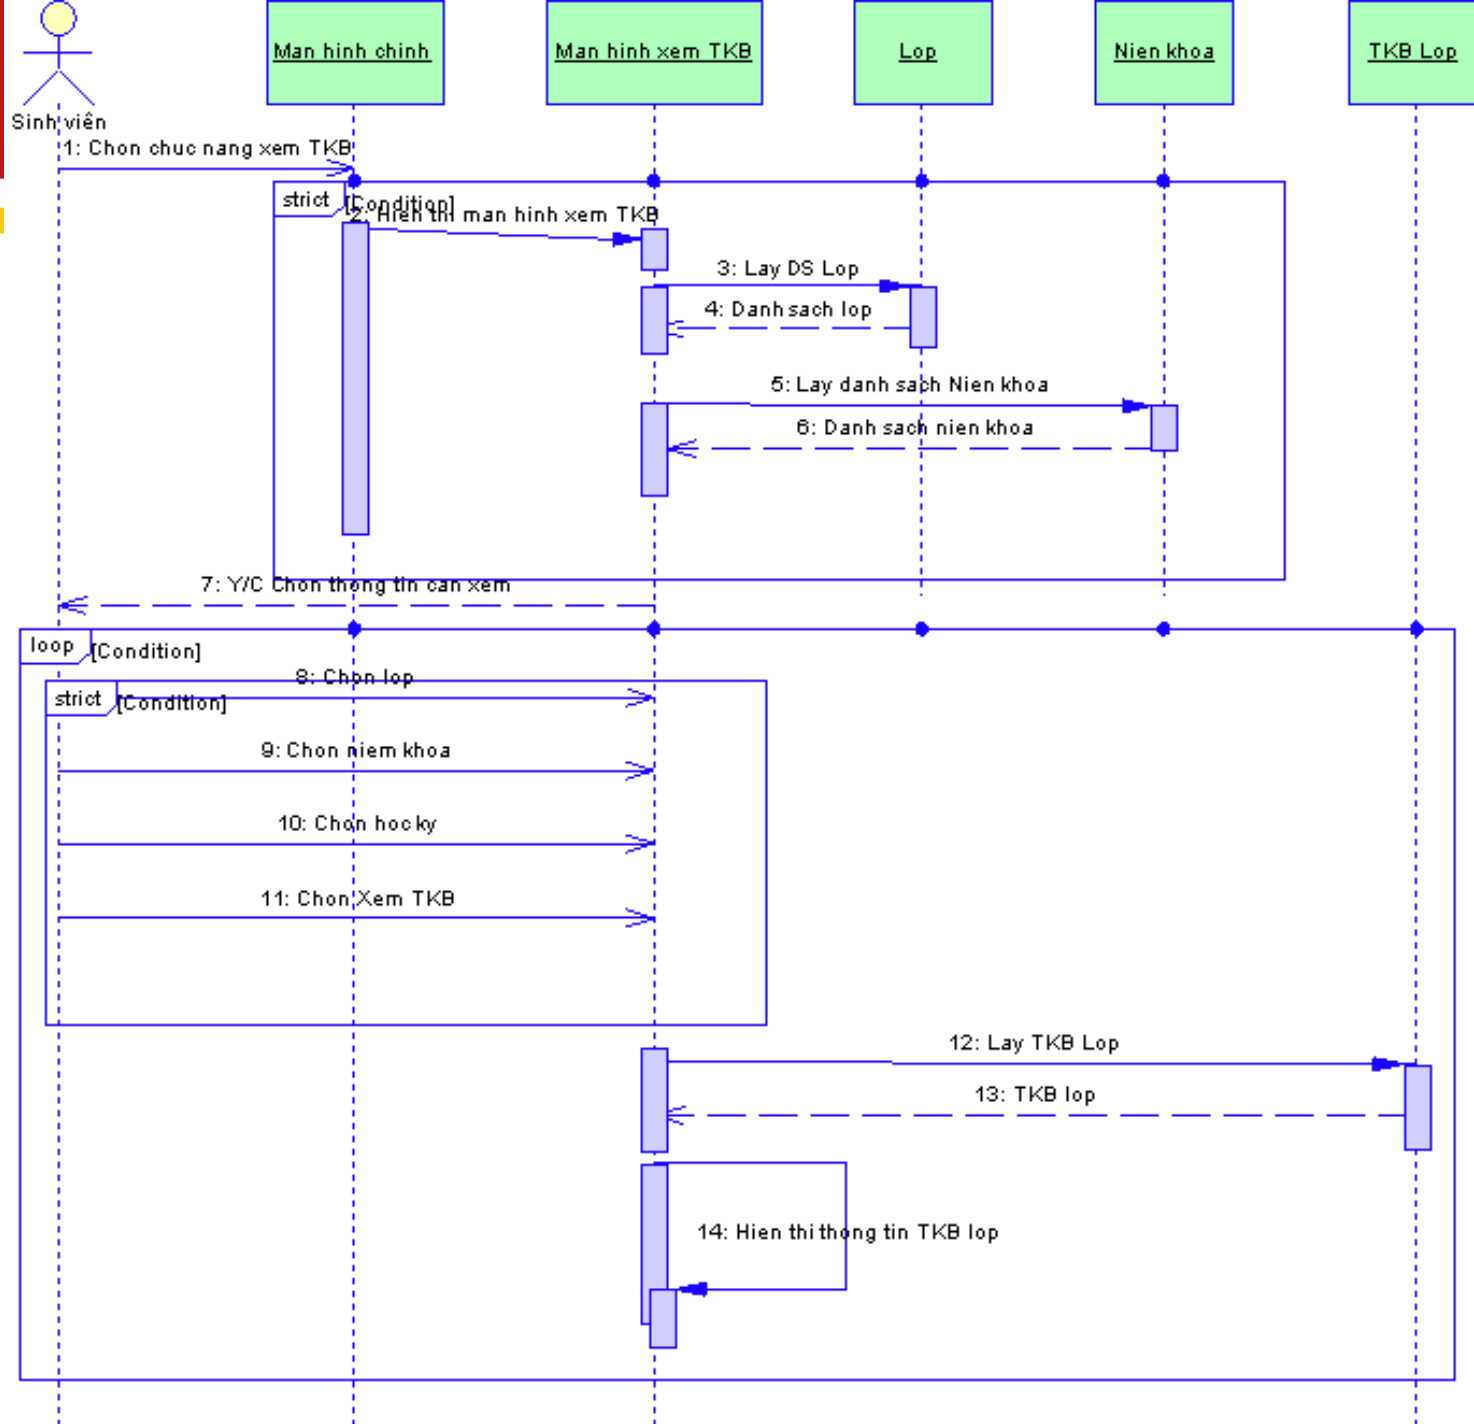 Man hinh chinh
Man hinh xem TKB
Lop
Nien khoa
TKB Lop
Sinh viên
1: Chon chuc nang xem TKB
strict
[Condition]
2: Hien thi man hinh xem TKB
3: Lay DS Lop
4: Danh sach lop
5: Lay danh sach Nien khoa
6: Danh sach nien khoa
7: Y/C Chon thong tin can xem
loop
[Condition]
8: Chon lop
strict
[Condition]
9: Chon niem khoa
10: Chon hoc ky
11: Chon Xem TKB
12: Lay TKB Lop
13: TKB lop
14: Hien thi thong tin TKB lop